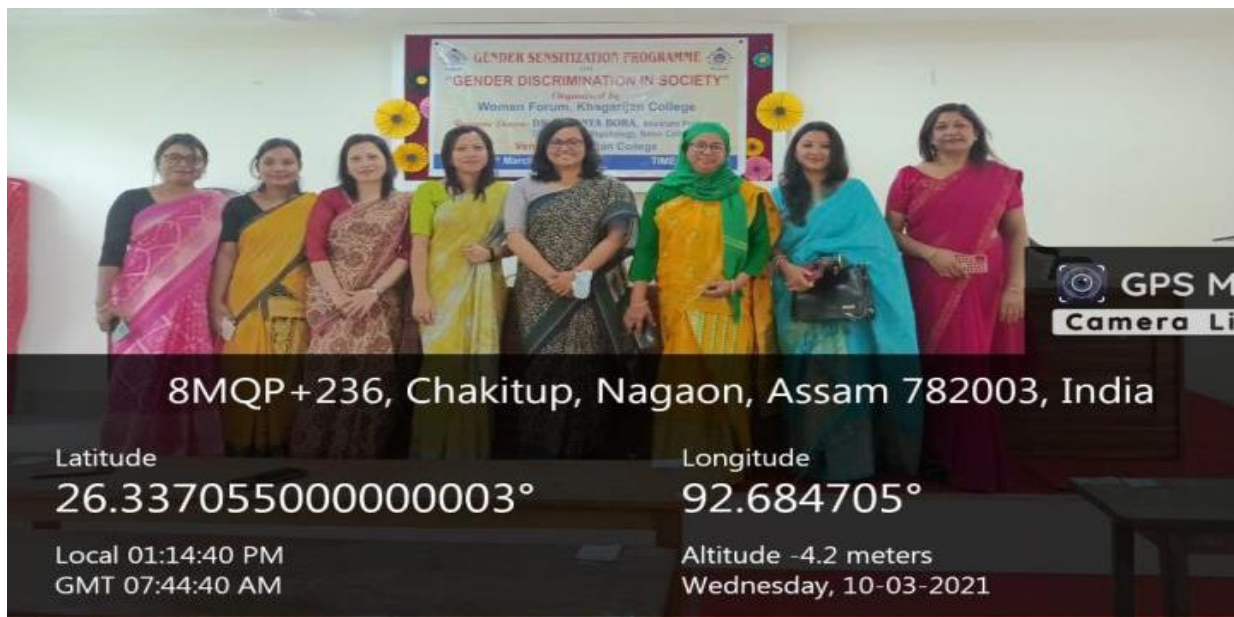 GENDER SENSITIZATION PROGRAMME
ON
"GENDER DISCRIMINATION IN SOCIETY"
Organised by
Women Forum, Khagarijan College
BORA,
College
March
TIME
GPS M
Camera Li
8MQP+236, Chakitup, Nagaon, Assam 782003, India
Latitude
26.337055000000003°
Longitude
92.684705°
Local 01:14:40 PM
GMT 07:44:40 AM
Altitude -4.2 meters
Wednesday, 10-03-2021